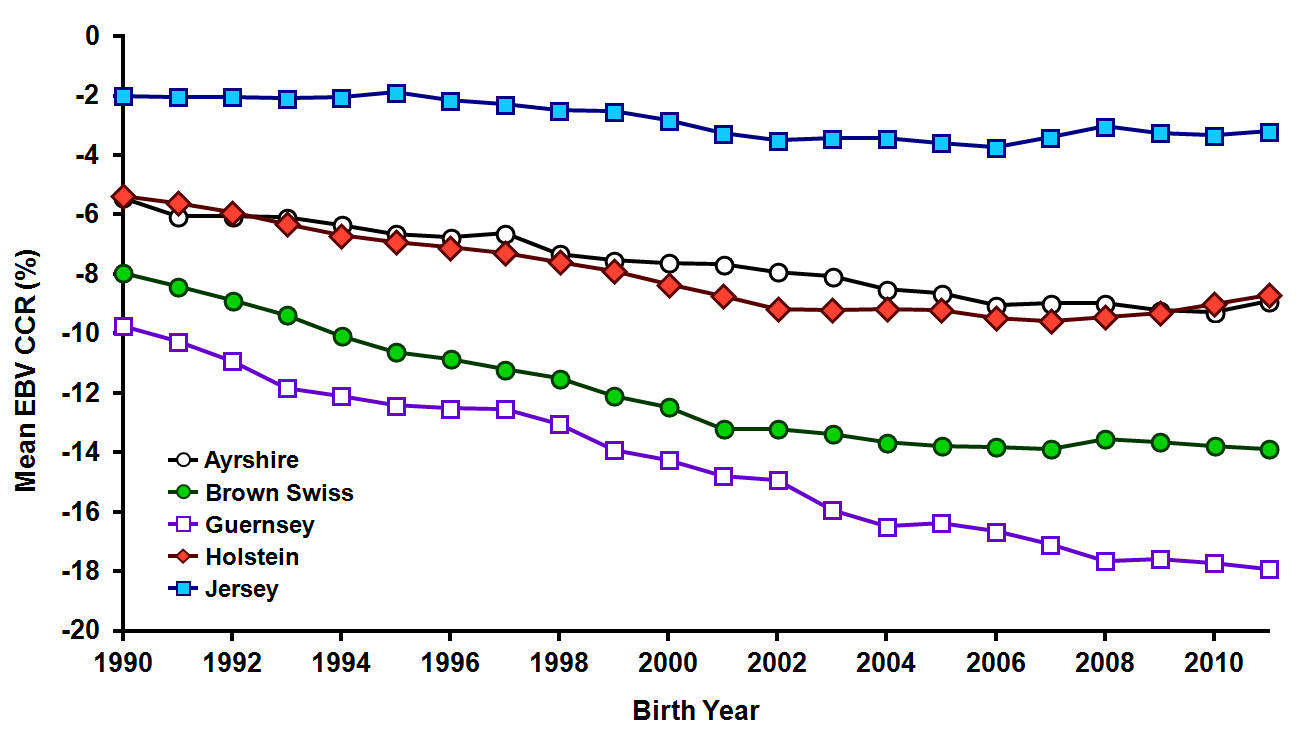 0
-2
-4
-6
-8
-10
-12
-14
-16
-18
-20
Mean EBV CCR (%)
Ayrshire
Brown Swiss
Guernsey
Holstein
Jersey
1990 1992 1994 1996 1998 2000 2002 2004 2006 2008 2010
Birth Year